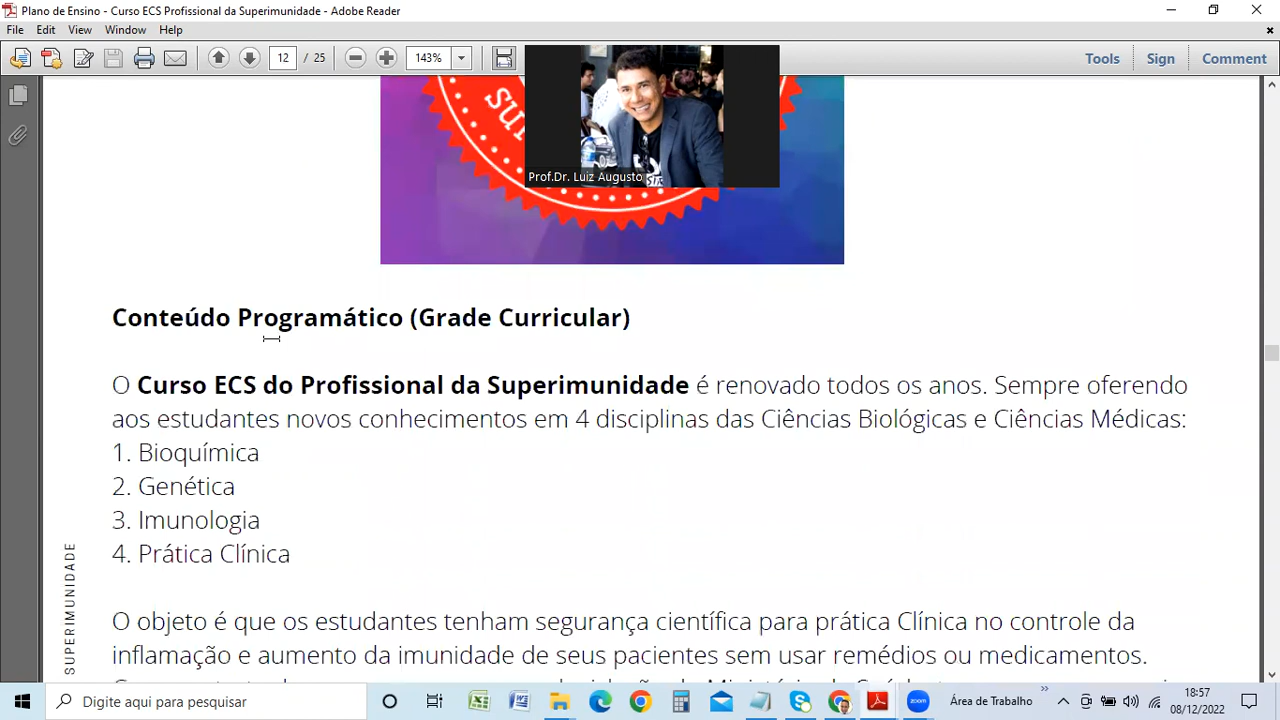 Plano de Ensino - Curso ECS Profissional da Superimunidade - Adobe Reader
File Edit View Window Help
12 / 25 143% Tools Sign Comment
Prof.Dr. Luiz Augusto
Conteúdo Programático (Grade Curricular)
O Curso ECS do Profissional da Superimunidade é renovado todos os anos. Sempre oferendo
aos estudantes novos conhecimentos em 4 disciplinas das Ciências Biológicas e Ciências Médicas:
1. Bioquímica
2. Genética
3. Imunologia
4. Prática Clínica
SUPERIMUNIDADE
O objeto é que os estudantes tenham segurança científica para prática Clínica no controle da
inflamação e aumento da imunidade de seus pacientes sem usar remédios ou medicamentos.
Digite aqui para pesquisar
Área de Trabalho
8:57
08/12/2022